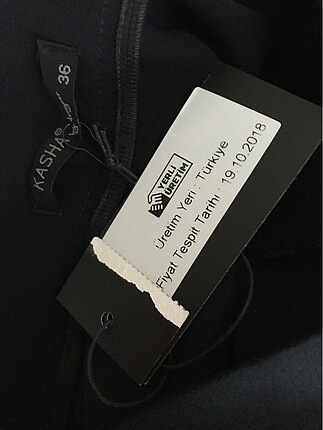 KASHA
36
YERLİ
ÜRETİM
Üretim Yeri : Türkiye
Fiyat Tespit Tarihi : 19.10.2018